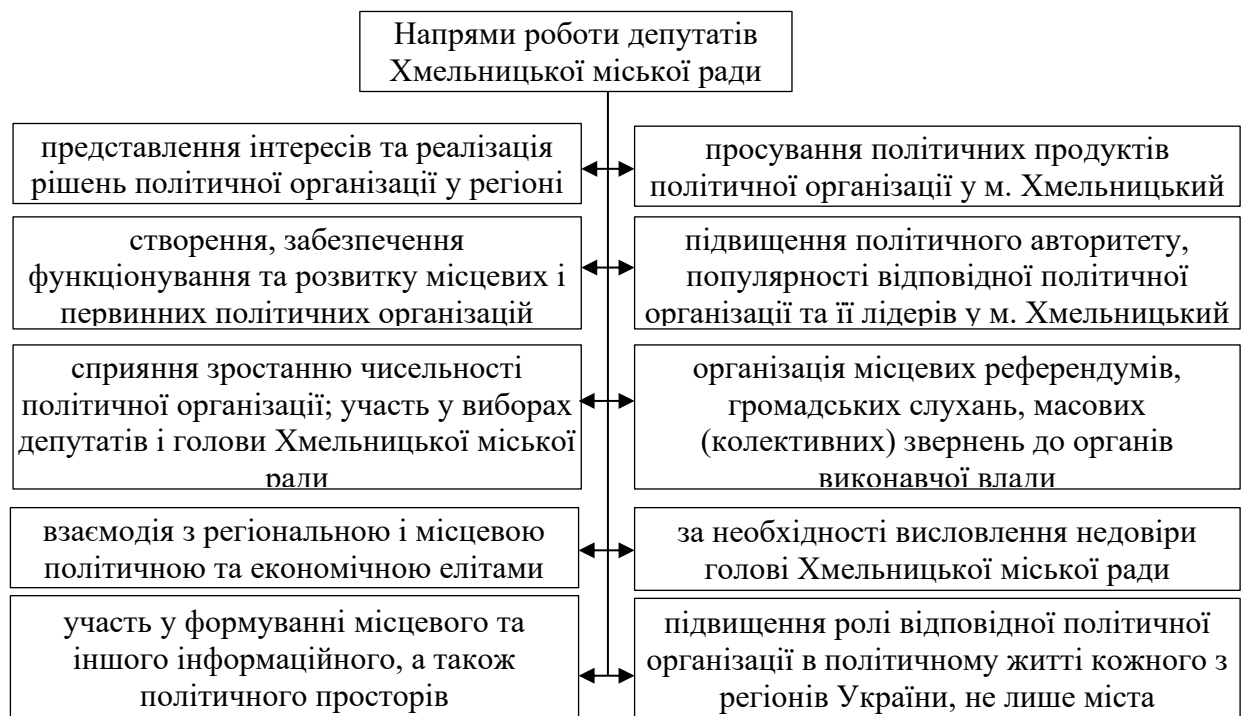 Напрями роботи депутатів
Хмельницької міської ради
представлення інтересів та реалізація
рішень політичної організації у регіоні
просування політичних продуктів
політичної організації у м. Хмельницький
створення, забезпечення
функціонування та розвитку місцевих і
первинних політичних організацій
підвищення політичного авторитету,
популярності відповідної політичної
організації та її лідерів у м. Хмельницький
сприяння зростанню чисельності
політичної організації; участь у виборах
депутатів і голови Хмельницької міської
ради
організація місцевих референдумів,
громадських слухань, масових
(колективних) звернень до органів
виконавчої влади
взаємодія з регіональною і місцевою
політичною та економічною елітами
за необхідності висловлення недовіри
голові Хмельницької міської ради
участь у формуванні місцевого та
іншого інформаційного, а також
політичного просторів
підвищення ролі відповідної політичної
організації в політичному житті кожного з
регіонів України, не лише міста